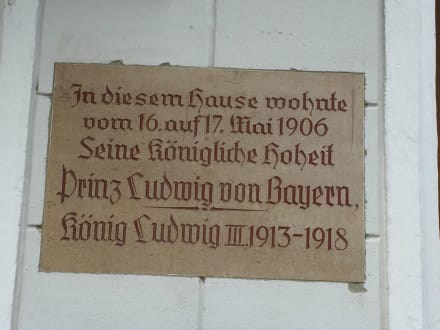 In diesem Hause wohnte
vom 16. auf 17. Mai 1906
Seine Königliche Hoheit
Prinz Ludwig von Bayern,
König Ludwig III 1913-1918